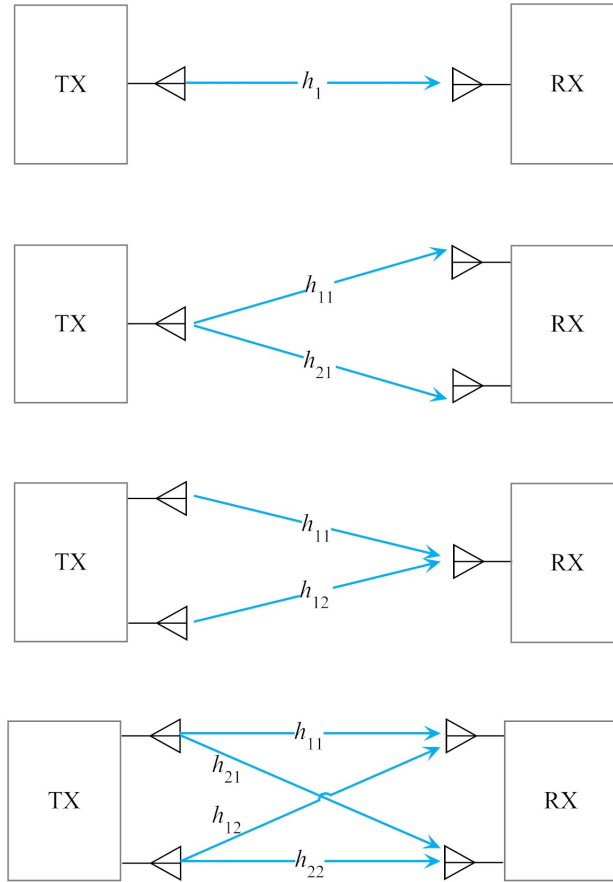 TX h₁ RX
h₁₁
TX RX
h₂₁
h₁₁
TX RX
h₁₂
h₁₁
h₂₁
TX RX
h₁₂
h₂₂